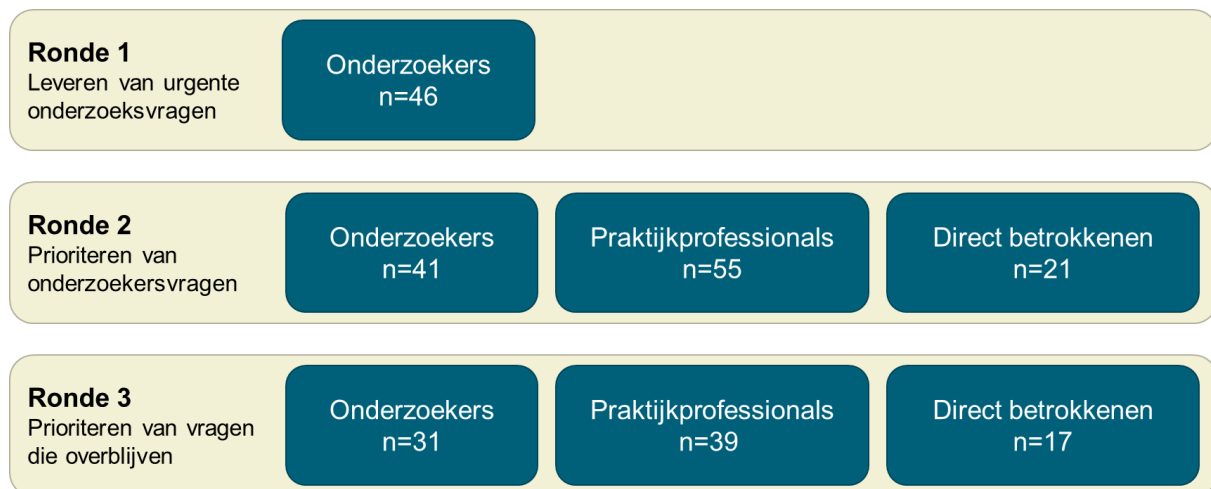 Ronde 1
Leveren van urgente
onderzoeksvragen
Onderzoekers
n=46
Ronde 2
Prioriteren van
onderzoekersvragen
Onderzoekers
n=41
Praktijkprofessionals
n=55
Direct betrokkenen
n=21
Ronde 3
Prioriteren van vragen
die overblijven
Onderzoekers
n=31
Praktijkprofessionals
n=39
Direct betrokkenen
n=17